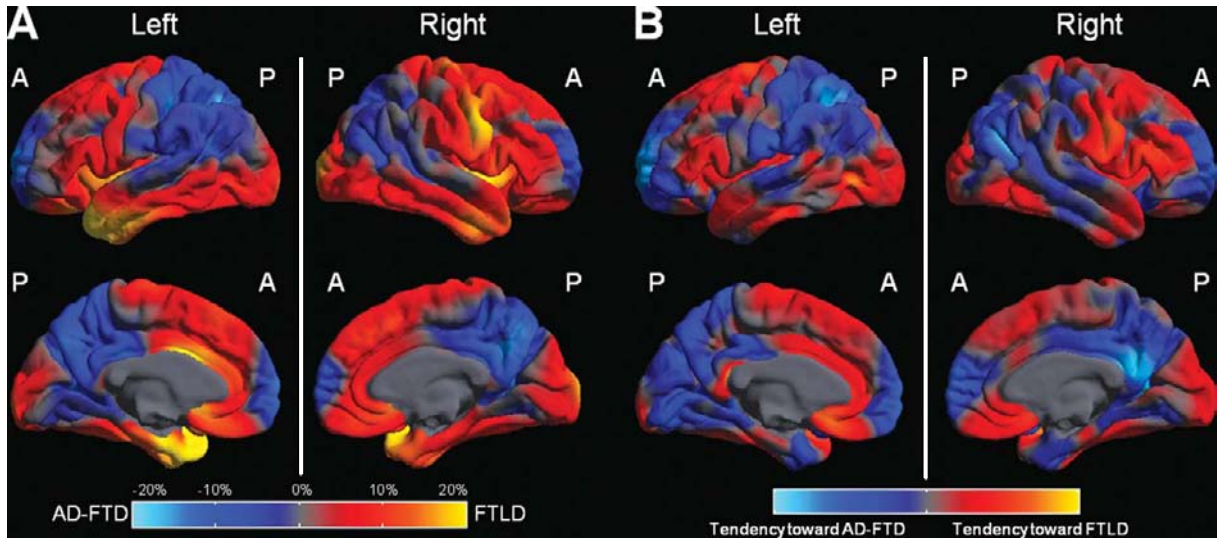 A Left Right B Left Right
A P P A A P P A
P A A P P A A P
-20% -10% 0% 10% 20%
AD-FTD FTLD
Tendency toward AD-FTD Tendency toward FTLD